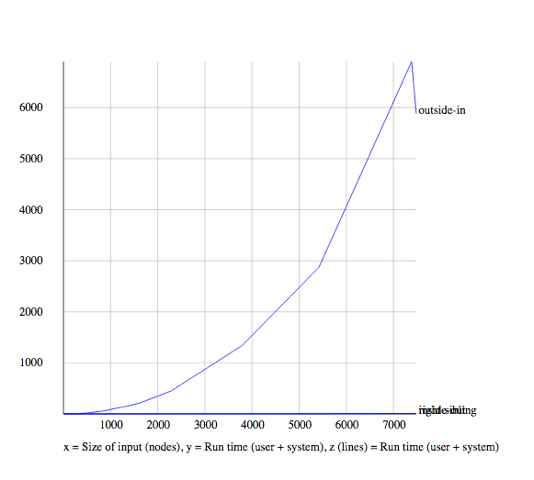 6000
outside-in
5000
4000
3000
2000
1000
1000 2000 3000 4000 5000 6000 7000
x = Size of input (nodes), y = Run time (user + system), z (lines) = Run time (user + system)